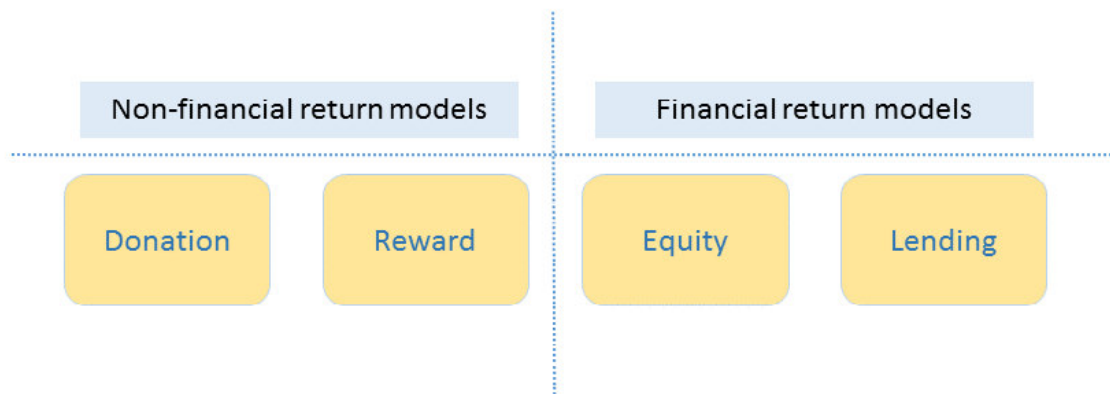 Non-financial return models
Financial return models
Donation
Reward
Equity
Lending